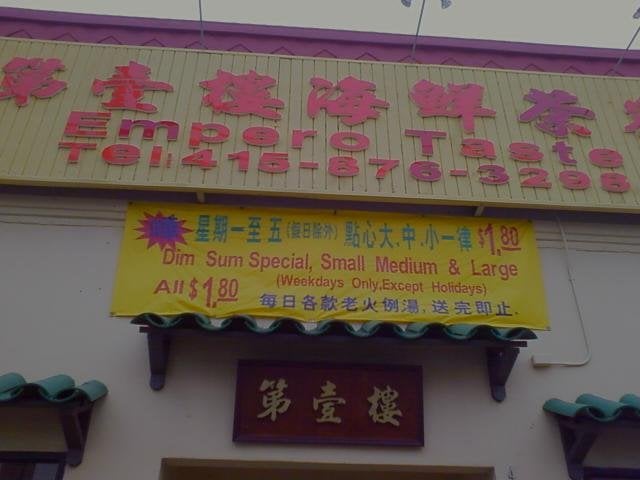 第壹樓海鮮茶
Empero Taste
Tel:415-876-3298
星期一至五(假日除外) 點心大.中.小一律 $1.80
Dim Sum Special, Small Medium & Large
(Weekdays Only,Except Holidays)
All $1.80
每日各款老火例湯,送完即止.
第壹樓